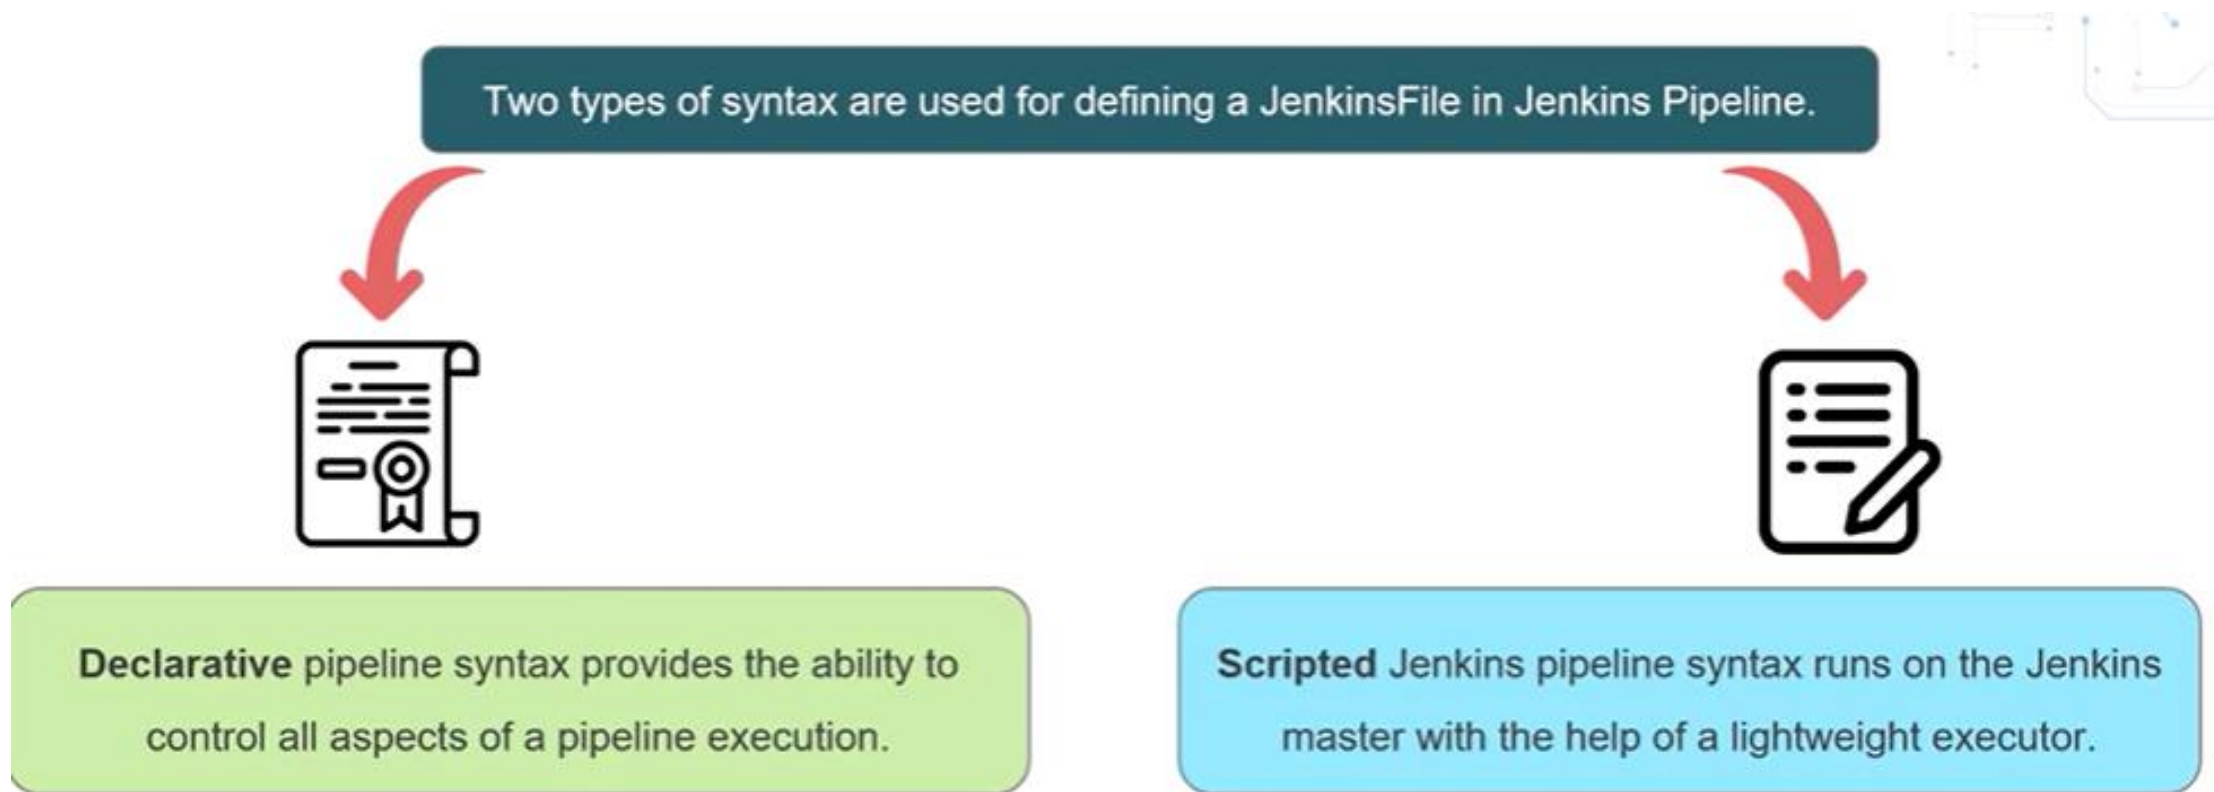 Two types of syntax are used for defining a JenkinsFile in Jenkins Pipeline.
Declarative pipeline syntax provides the ability to
control all aspects of a pipeline execution.
Scripted Jenkins pipeline syntax runs on the Jenkins
master with the help of a lightweight executor.